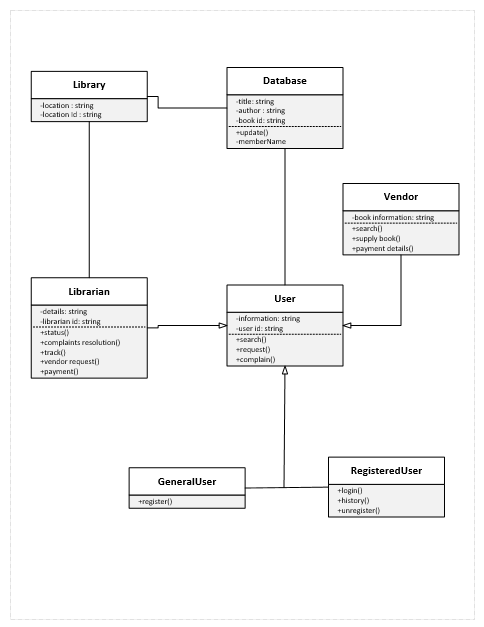 Library
-location : string
-location id : string
Database
-title: string
-author : string
-book id: string
+update()
-memberName
Vendor
-book information: string
+search()
+supply book()
+payment details()
Librarian
-details: string
-librarian id: string
+status()
+complaints resolution()
+track()
+vendor request()
+payment()
User
-information: string
-user id: string
+search()
+request()
+complain()
GeneralUser
+register()
RegisteredUser
+login()
+history()
+unregister()